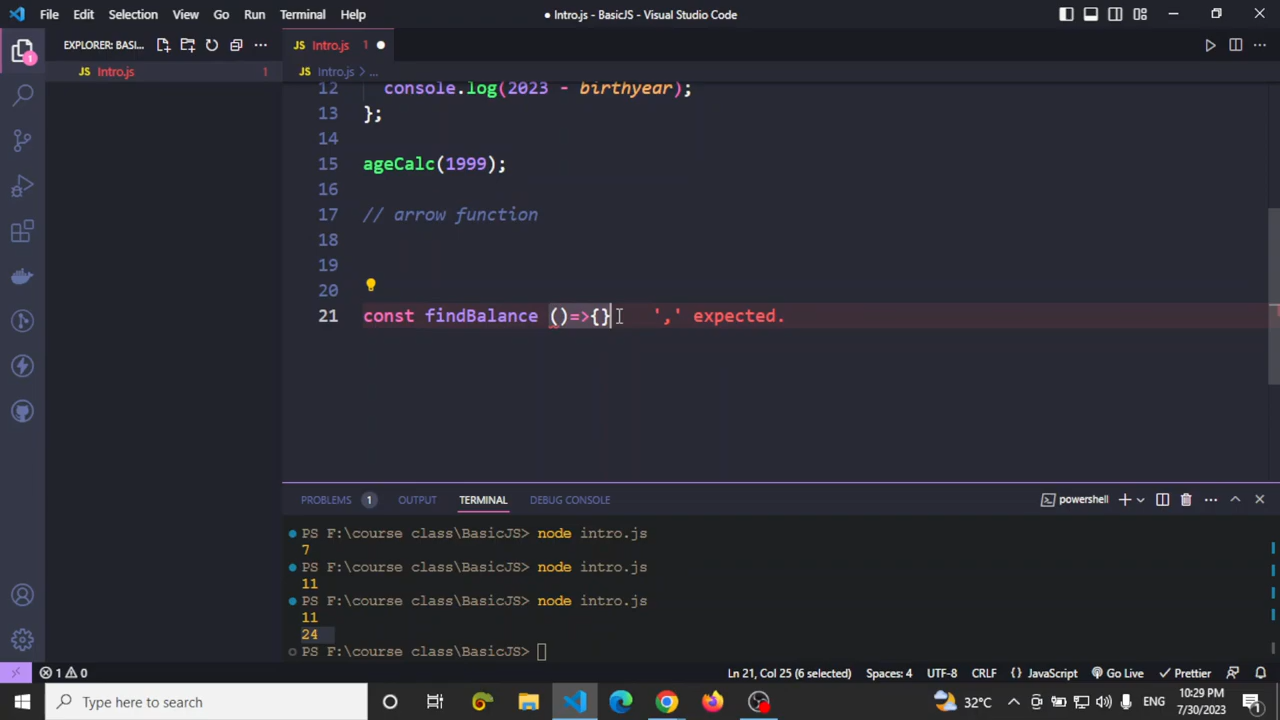 File Edit Selection View Go Run Terminal Help
● Intro.js - BasicJS - Visual Studio Code
EXPLORER: BASI...
JS Intro.js 1
JS Intro.js 1 ●
JS Intro.js > ...
12 console.log(2023 - birthyear);
13 };
14
15 ageCalc(1999);
16
17 // arrow function
18
19
20
21 const findBalance ()=>{} ',' expected.
PROBLEMS 1 OUTPUT TERMINAL DEBUG CONSOLE
powershell
PS F:\course class\BasicJS> node intro.js
7
PS F:\course class\BasicJS> node intro.js
11
PS F:\course class\BasicJS> node intro.js
11
24
PS F:\course class\BasicJS>
1 0
Ln 21, Col 25 (6 selected) Spaces: 4 UTF-8 CRLF {} JavaScript Go Live Prettier
Type here to search
32°C
ENG
10:29 PM
7/30/2023
1